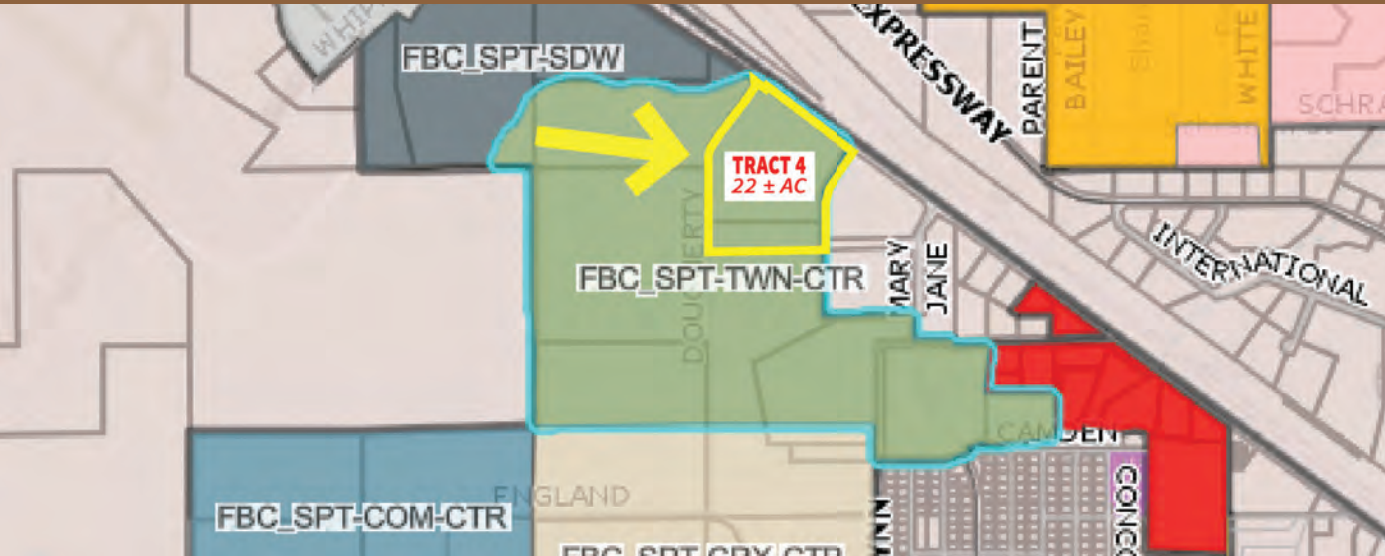 WHIP
FBC_SPT-SDW
EXPRESSWAY
PARENT
BAILEY
WHITE
SCHRA
TRACT 4
22 ± AC
DOUGHERTY
FBC_SPT-TWN-CTR
MARY
JANE
INTERNATIONAL
CAMDEN
ENGLAND
FBC_SPT-COM-CTR
CONCO